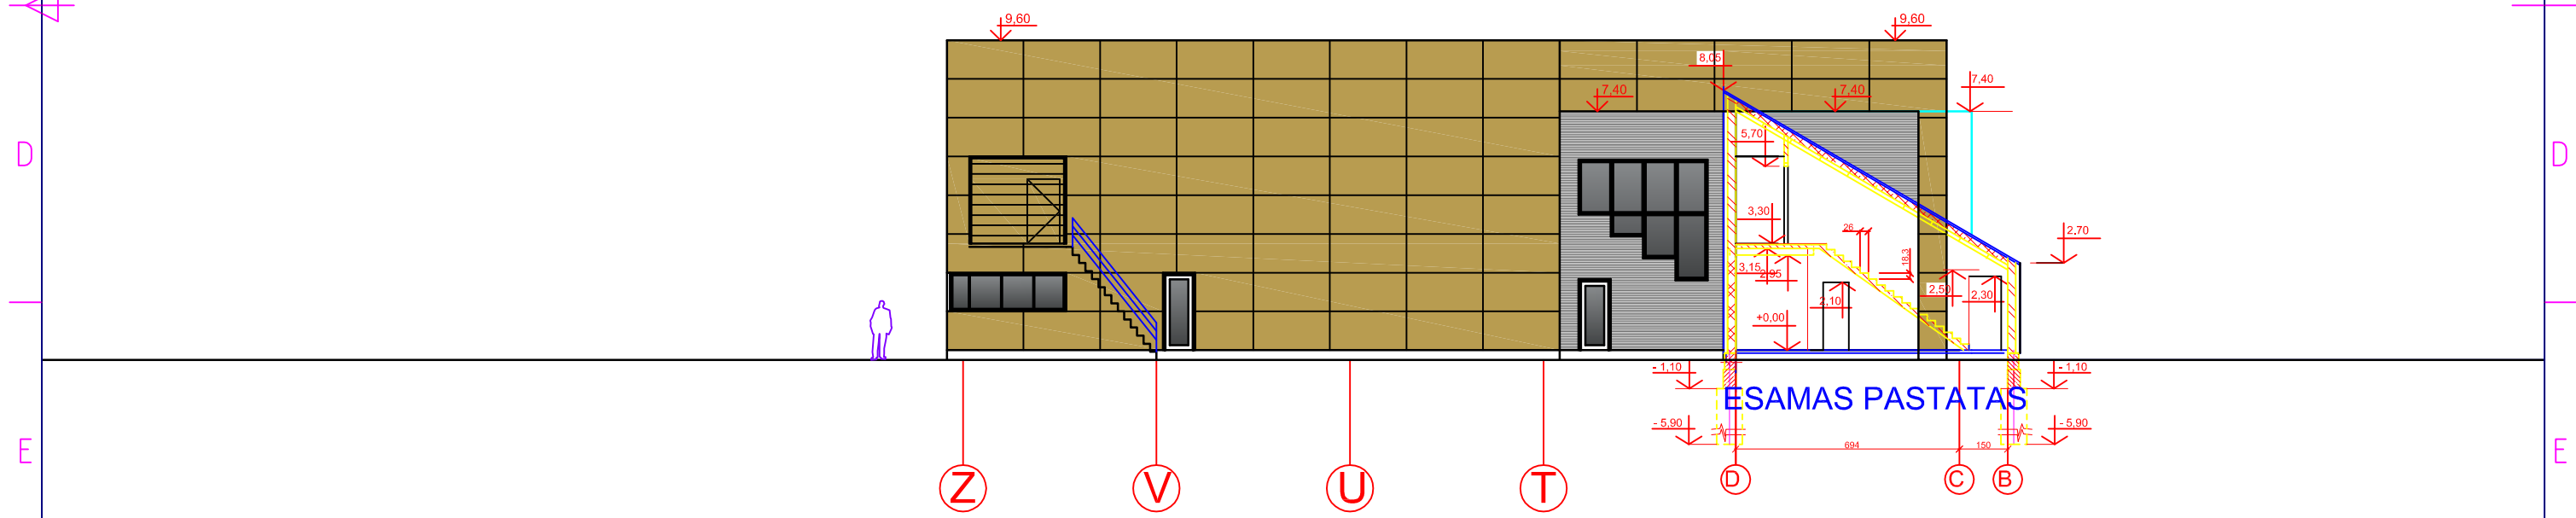 9,60
9,60
8,05
7,40
7,40
7,40
5,70
D
D
3,30
26
2,70
18,3
3,15
2,95
2,50
2,30
2,10
+0,00
- 1,10
- 1,10
ESAMAS PASTATAS
- 5,90
- 5,90
E
E
694
150
Z
V
U
T
D
C
B